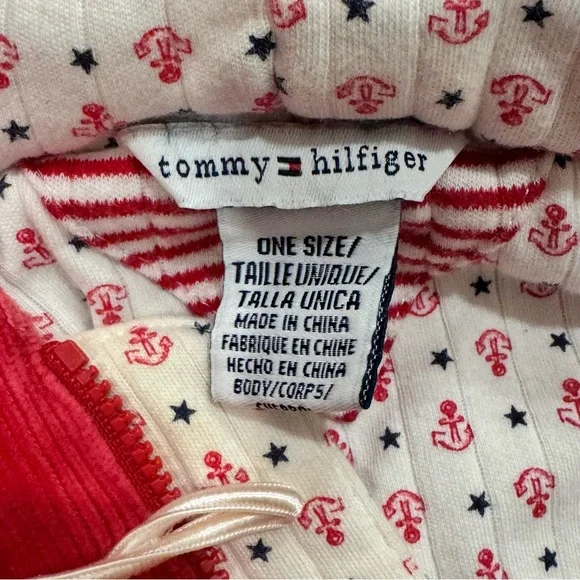 tommy hilfiger
ONE SIZE/
TAILLE UNIQUE/
TALLA UNICA
MADE IN CHINA
FABRIQUE EN CHINE
HECHO EN CHINA
BODY/CORPS/
CUERPO: